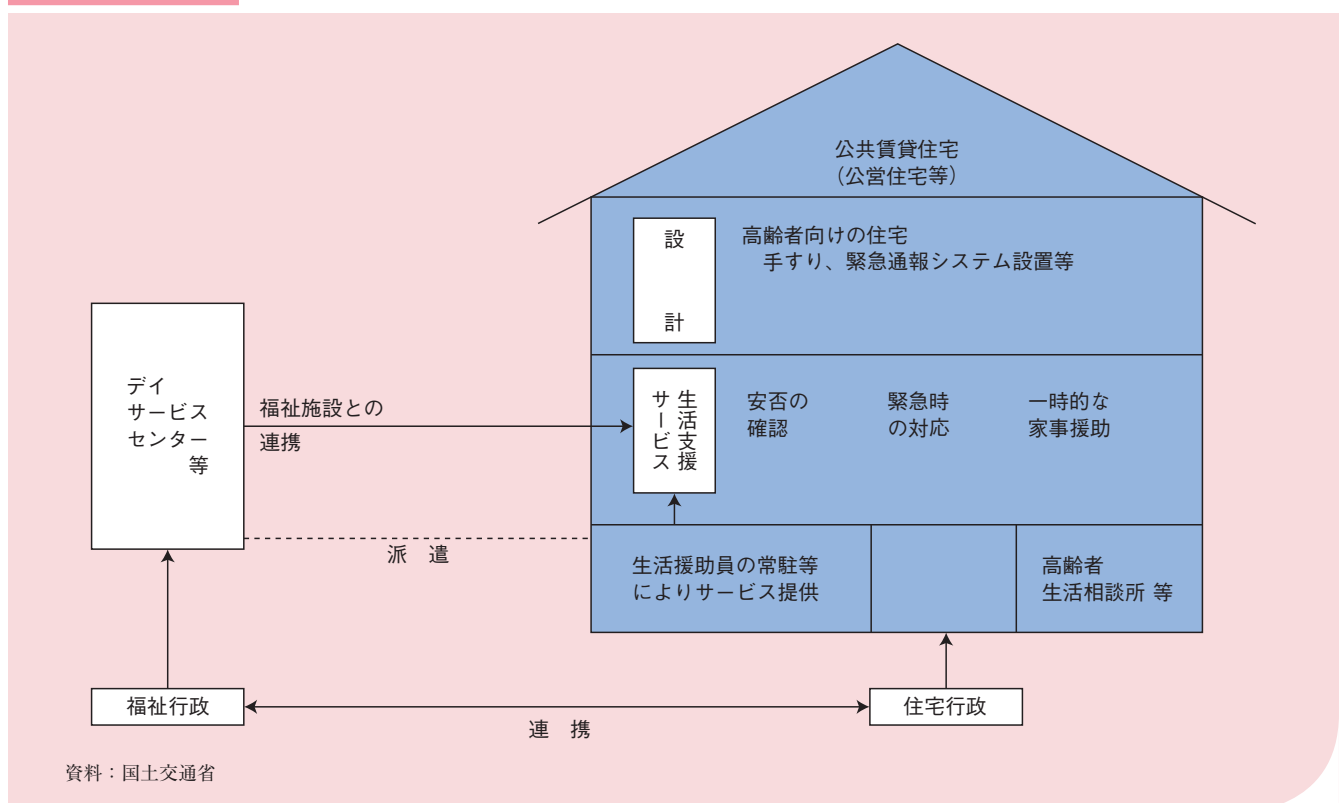 公共賃貸住宅
（公営住宅等）
設計
高齢者向けの住宅
手すり、緊急通報システム設置等
デイ
サービス
センター
等
福祉施設との
連携
生活支援
サービス
安否の
確認
緊急時
の対応
一時的な
家事援助
派 遣
生活援助員の常駐等
によりサービス提供
高齢者
生活相談所 等
福祉行政
連 携
住宅行政
資料：国土交通省